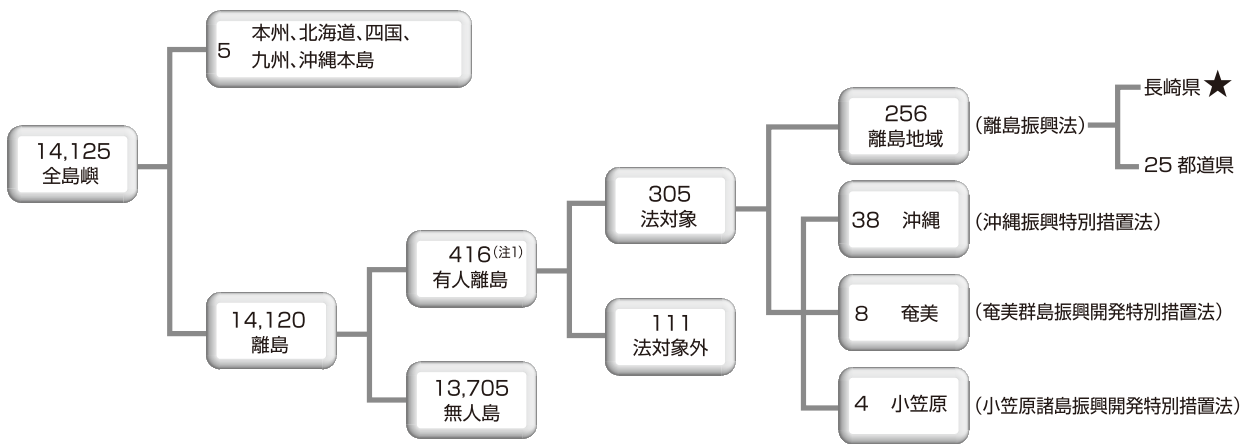 14,125
全島嶼
5 本州、北海道、四国、
九州、沖縄本島
14,120
離島
416(注1)
有人離島
13,705
無人島
305
法対象
111
法対象外
256
離島地域
(離島振興法)
長崎県★
25 都道県
38 沖縄
(沖縄振興特別措置法)
8 奄美
(奄美群島振興開発特別措置法)
4 小笠原
(小笠原諸島振興開発特別措置法)